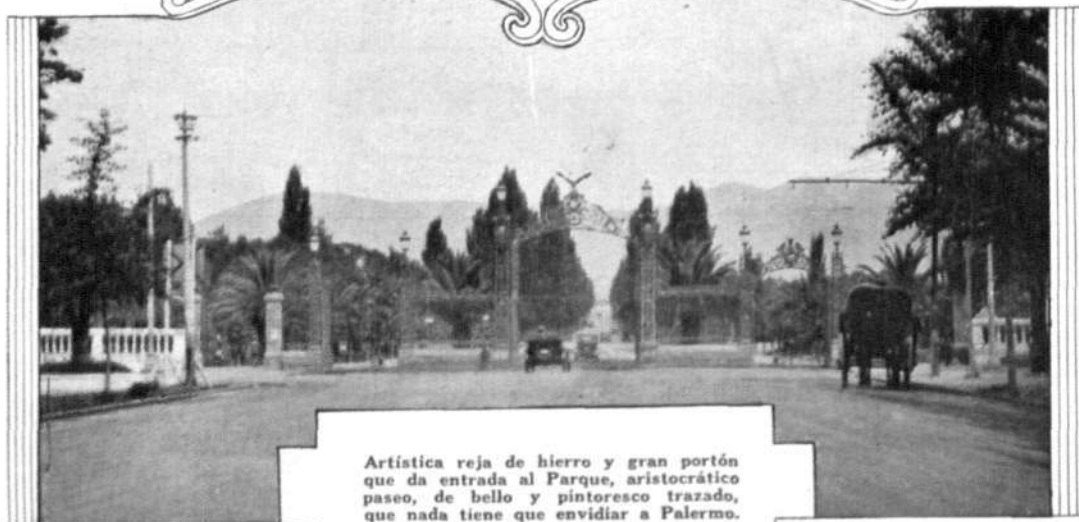 Artística reja de hierro y gran portón
que da entrada al Parque, aristocrático
paseo, de bello y pintoresco trazado,
que nada tiene que envidiar a Palermo.